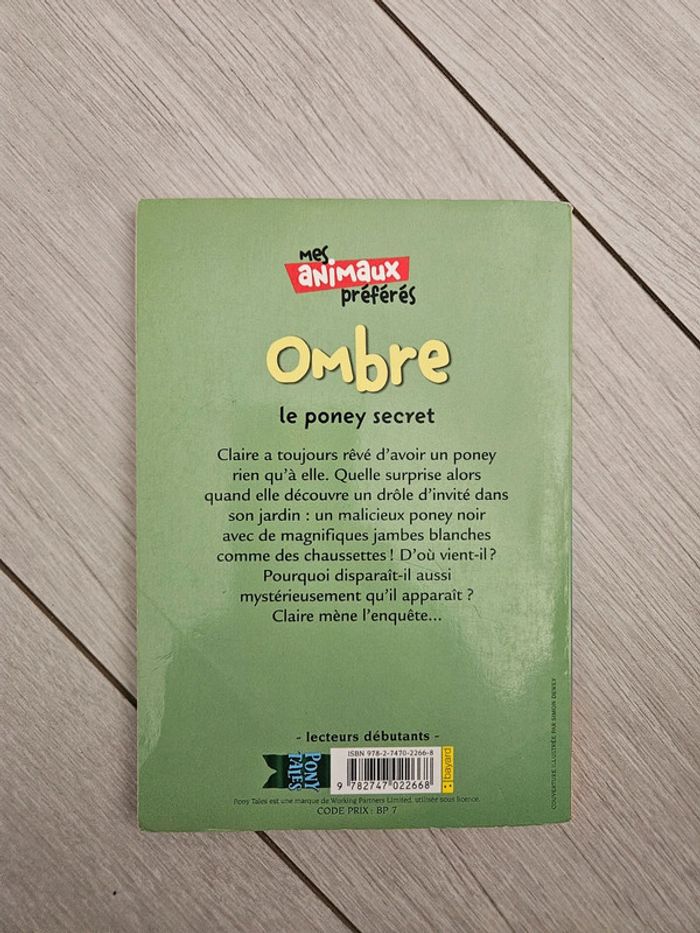 mes
animaux
préférés
Ombre
le poney secret
Claire a toujours rêvé d'avoir un poney
rien qu'à elle. Quelle surprise alors
quand elle découvre un drôle d'invité dans
son jardin : un malicieux poney noir
avec de magnifiques jambes blanches
comme des chaussettes ! D'où vient-il ?
Pourquoi disparaît-il aussi
mystérieusement qu'il apparaît ?
Claire mène l'enquête...
- lecteurs débutants -
PONY
TALES
ISBN 978-2-7470-2266-8
9 782747 022668
bayard
Pony Tales est une marque de Working Partners Limited, utilisée sous licence.
CODE PRIX : BP 7
COUVERTURE ILLUSTRÉE PAR SIMON DEWEY